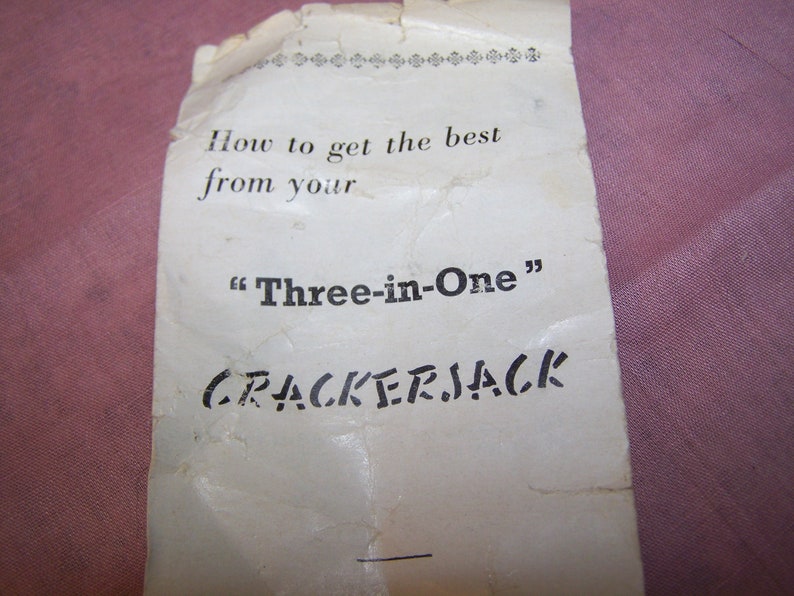 How to get the best
from your
“Three-in-One”
CRACKERJACK